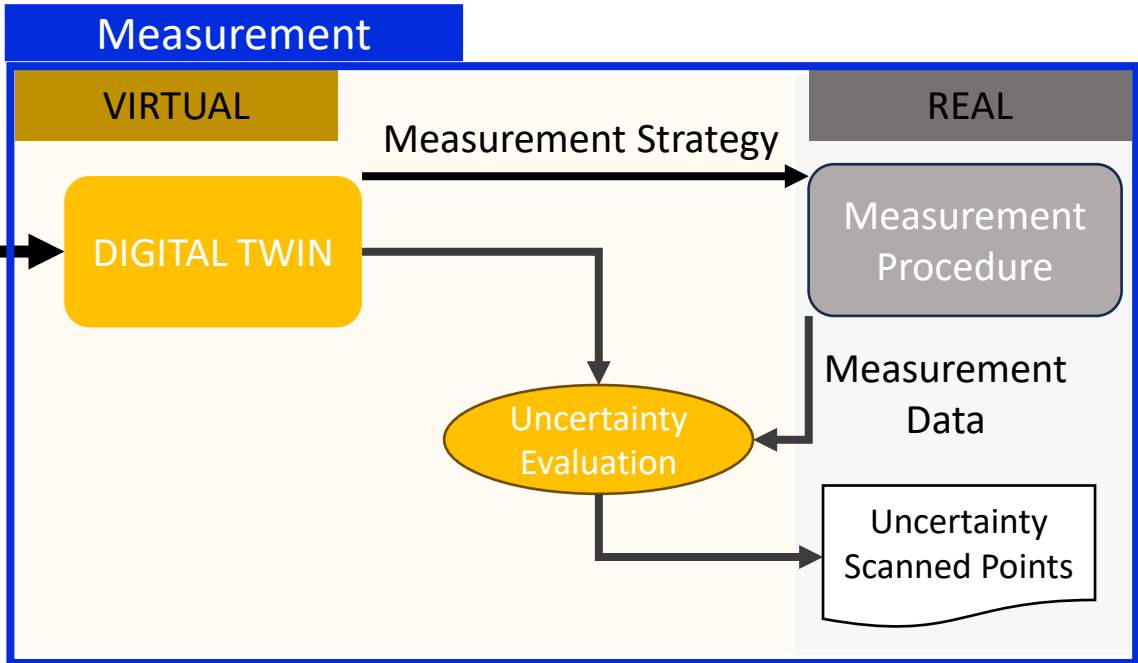 Measurement
VIRTUAL
REAL
Measurement Strategy
DIGITAL TWIN
Measurement
Procedure
Measurement
Data
Uncertainty
Evaluation
Uncertainty
Scanned Points